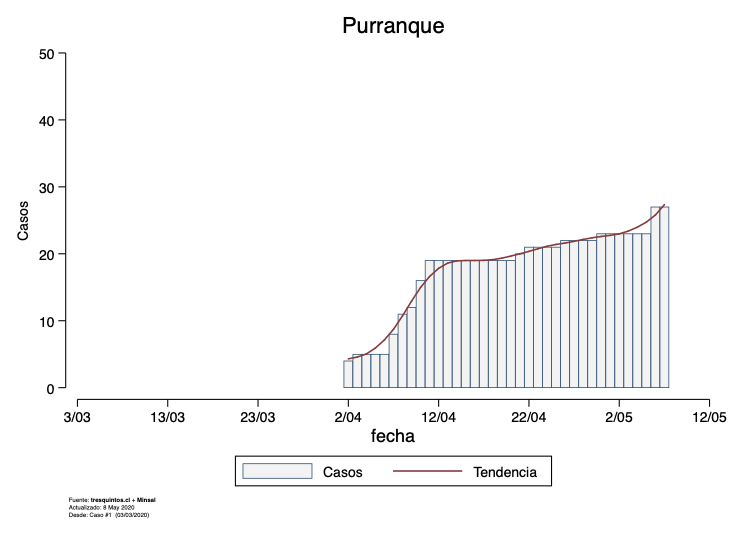 Purranque
50
40
30
20
10
0
Casos
3/03 13/03 23/03 2/04 12/04 22/04 2/05 12/05
fecha
Casos Tendencia
Fuente: tresquintos.cl + Minsal
Actualizado: 8 May 2020
Desde: Caso #1 (03/03/2020)